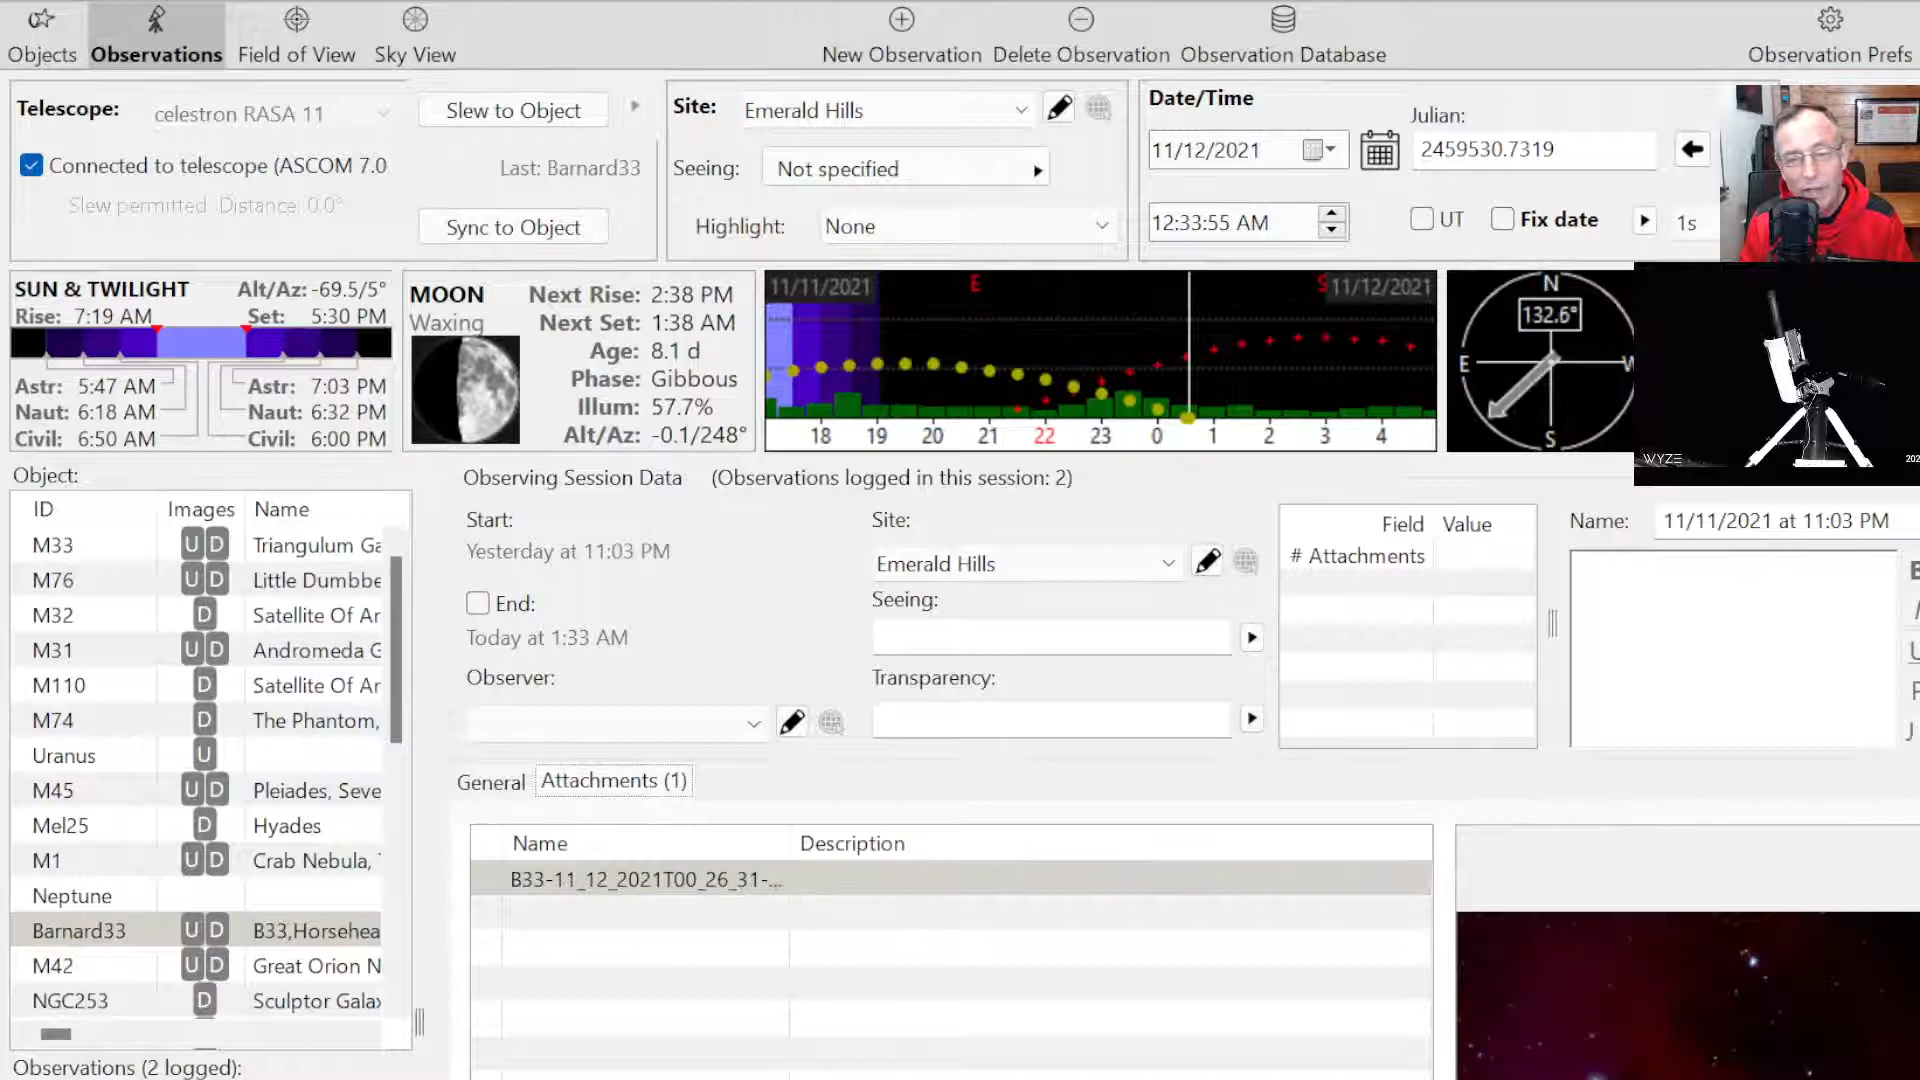 Objects
Observations
Field of View
Sky View
New Observation
Delete Observation
Observation Database
Observation Prefs
Telescope:
celestron RASA 11
Slew to Object
Connected to telescope (ASCOM 7.0
Last: Barnard33
Slew permitted Distance: 0.0°
Sync to Object
Site:
Emerald Hills
Seeing:
Not specified
Highlight:
None
Date/Time
Julian:
11/12/2021
2459530.7319
12:33:55 AM
UT
Fix date
1s
SUN & TWILIGHT
Alt/Az: -69.5/5°
Rise: 7:19 AM
Set: 5:30 PM
Astr: 5:47 AM
Astr: 7:03 PM
Naut: 6:18 AM
Naut: 6:32 PM
Civil: 6:50 AM
Civil: 6:00 PM
MOON
Waxing
Next Rise: 2:38 PM
Next Set: 1:38 AM
Age: 8.1 d
Phase: Gibbous
Illum: 57.7%
Alt/Az: -0.1/248°
11/11/2021
E
S
11/12/2021
18 19 20 21 22 23 0 1 2 3 4
N
132.6°
E
W
S
WYZE
202
Object:
ID Images Name
M33 U D Triangulum Ga
M76 U D Little Dumbbe
M32 D Satellite Of Ar
M31 U D Andromeda G
M110 D Satellite Of Ar
M74 D The Phantom,
Uranus U
M45 U D Pleiades, Seve
Mel25 D Hyades
M1 U D Crab Nebula,
Neptune
Barnard33 U D B33,Horsehea
M42 U D Great Orion N
NGC253 D Sculptor Galax
Observations (2 logged):
Observing Session Data (Observations logged in this session: 2)
Start:
Yesterday at 11:03 PM
End:
Today at 1:33 AM
Observer:
Site:
Emerald Hills
Seeing:
Transparency:
Field Value
# Attachments
Name: 11/11/2021 at 11:03 PM
General
Attachments (1)
Name Description
B33-11_12_2021T00_26_31-...